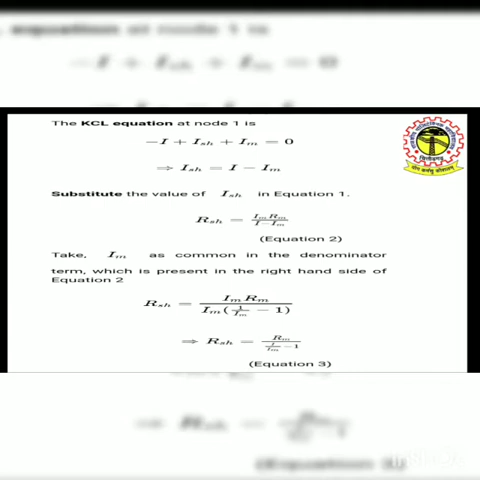 The KCL equation at node 1 is
−I + I_sh + I_m = 0
⇒ I_sh = I − I_m
Substitute the value of I_sh in Equation 1.
R_sh = I_m R_m / I − I_m
(Equation 2)
Take, I_m as common in the denominator
term, which is present in the right hand side of
Equation 2
R_sh = I_m R_m / I_m(I/I_m − 1)
⇒ R_sh = R_m / I/I_m − 1
(Equation 3)